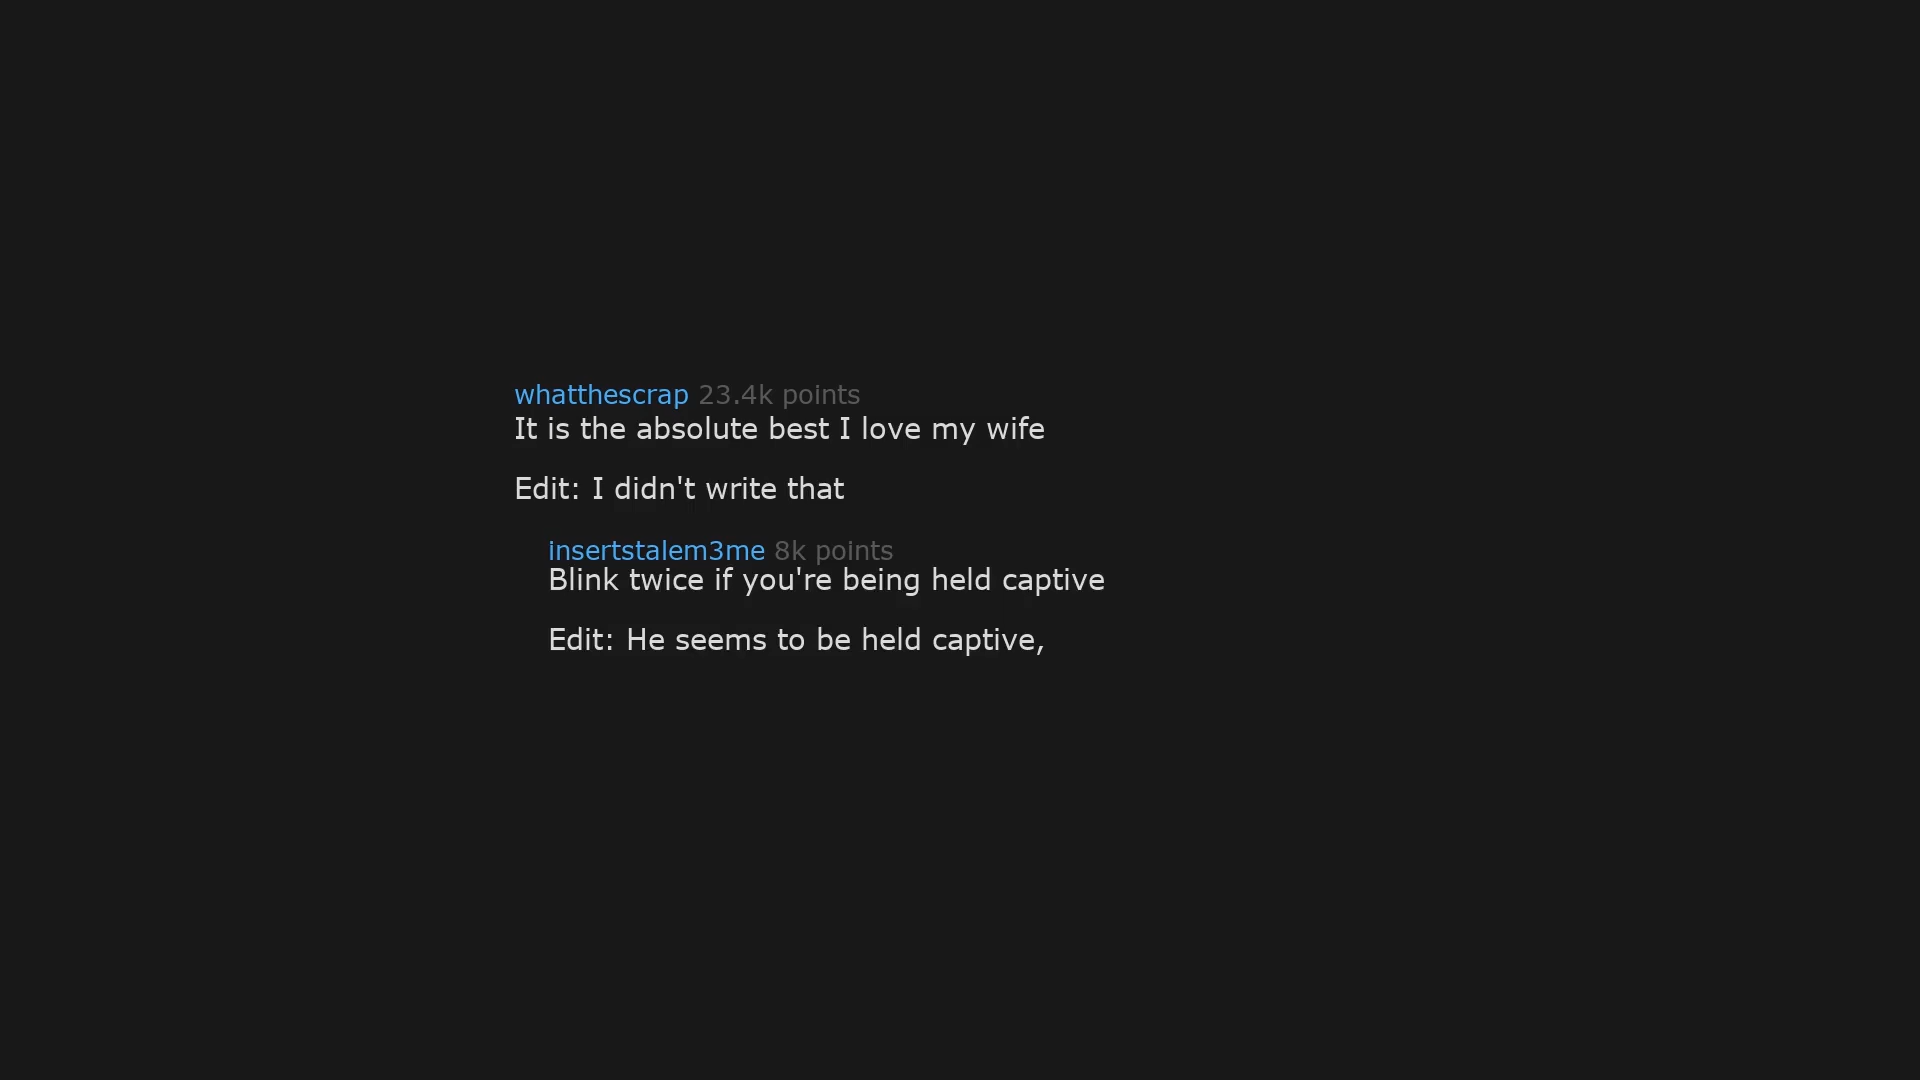 whatthescrap 23.4k points
It is the absolute best I love my wife
Edit: I didn't write that
insertstalem3me 8k points
Blink twice if you're being held captive
Edit: He seems to be held captive,